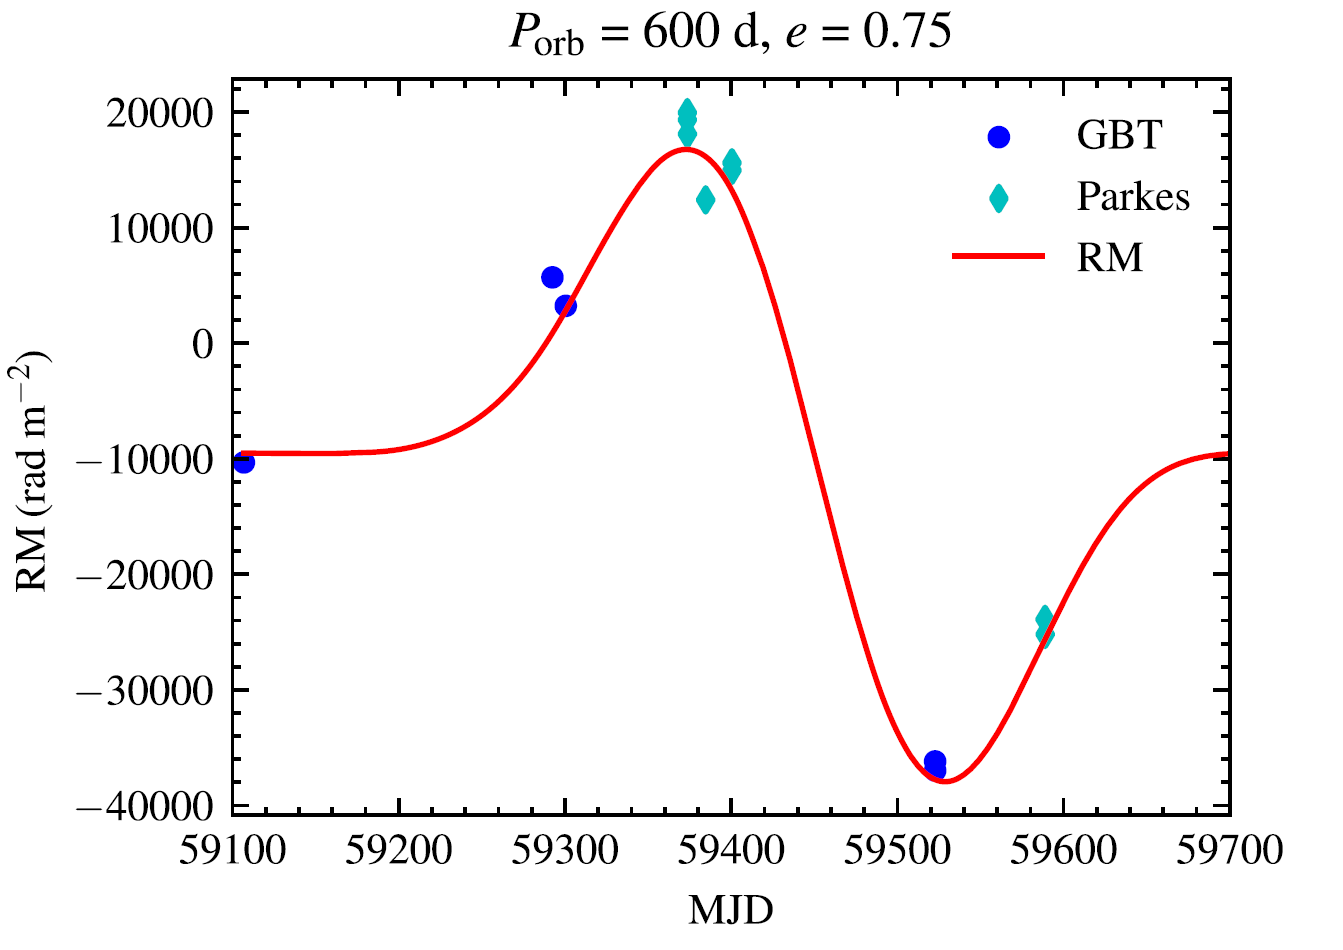 P_orb = 600 d, e = 0.75
20000
10000
0
−10000
−20000
−30000
−40000
RM (rad m⁻²)
GBT
Parkes
RM
59100 59200 59300 59400 59500 59600 59700
MJD